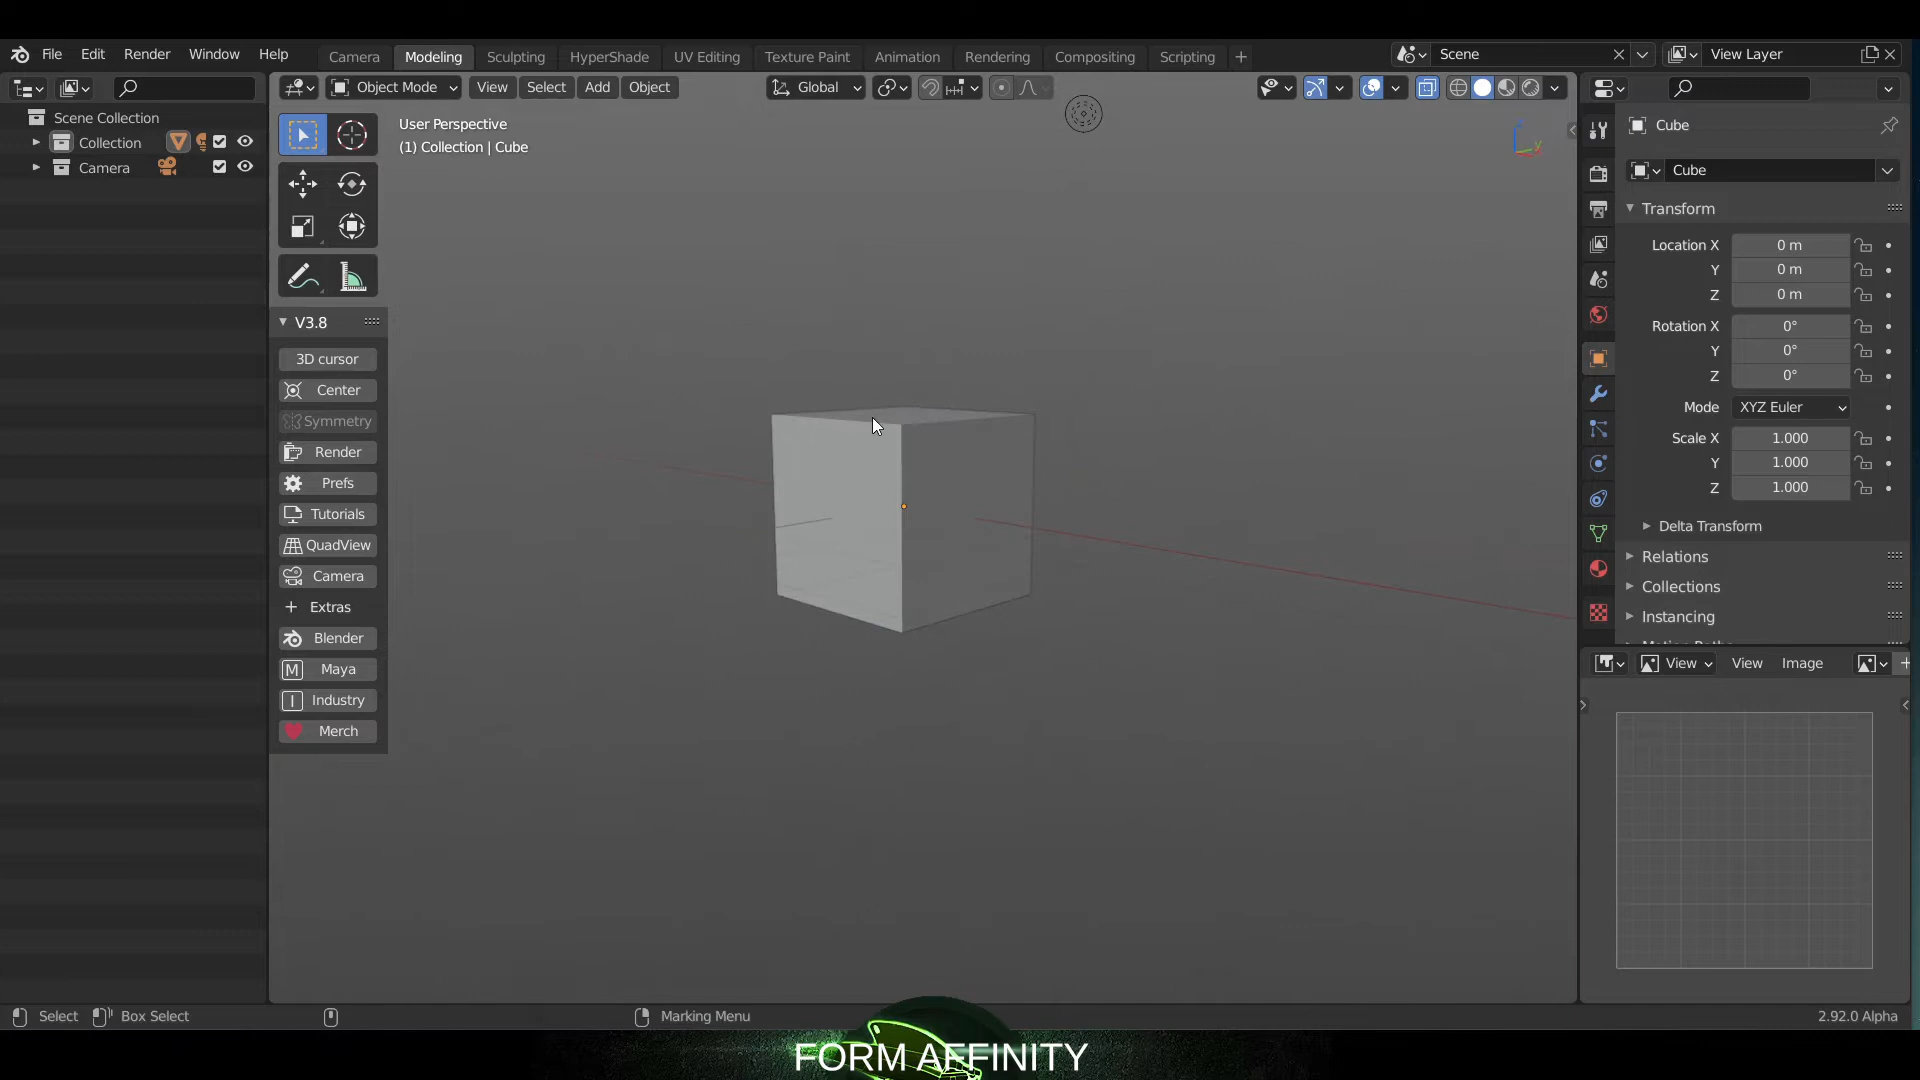 File Edit Render Window Help
Camera Modeling Sculpting HyperShade UV Editing Texture Paint Animation Rendering Compositing Scripting +
Scene
View Layer
Scene Collection
Collection
Camera
Object Mode View Select Add Object
Global
User Perspective
(1) Collection | Cube
V3.8
3D cursor
Center
Symmetry
Render
Prefs
Tutorials
QuadView
Camera
Extras
Blender
M Maya
I Industry
Merch
Y
Cube
Cube
Transform
Location X 0 m
Y 0 m
Z 0 m
Rotation X 0°
Y 0°
Z 0°
Mode XYZ Euler
Scale X 1.000
Y 1.000
Z 1.000
Delta Transform
Relations
Collections
Instancing
View View Image
Select Box Select
Marking Menu
2.92.0 Alpha
FORM AFFINITY